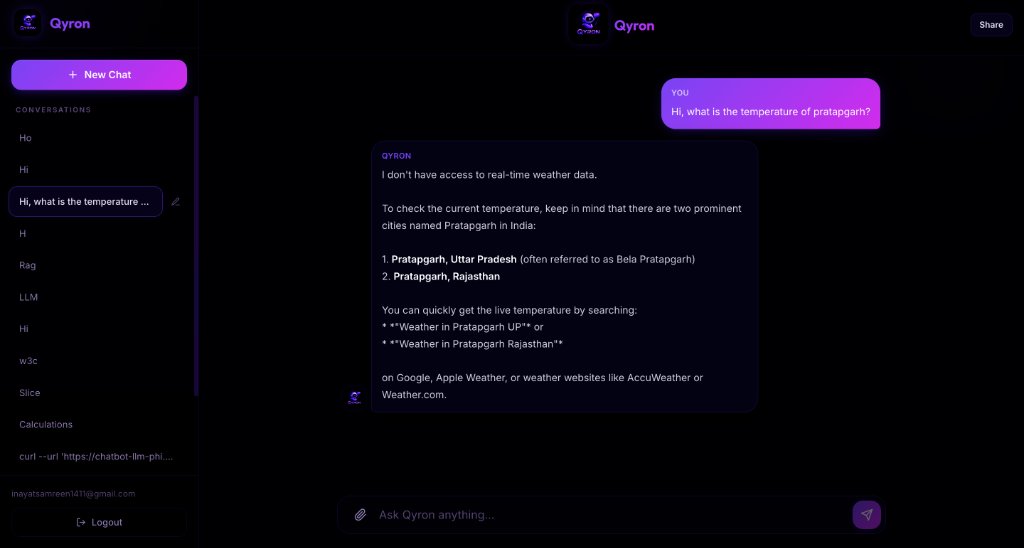 Qyron
+ New Chat
CONVERSATIONS
Ho
Hi
Hi, what is the temperature ...
H
Rag
LLM
Hi
w3c
Slice
Calculations
curl --url 'https://chatbot-llm-phi....
inayatsamreen1411@gmail.com
Logout
QYRON
Qyron
Share
YOU
Hi, what is the temperature of pratapgarh?
QYRON
I don't have access to real-time weather data.
To check the current temperature, keep in mind that there are two prominent
cities named Pratapgarh in India:
1. Pratapgarh, Uttar Pradesh (often referred to as Bela Pratapgarh)
2. Pratapgarh, Rajasthan
You can quickly get the live temperature by searching:
* *"Weather in Pratapgarh UP"* or
* *"Weather in Pratapgarh Rajasthan"*
on Google, Apple Weather, or weather websites like AccuWeather or
Weather.com.
Ask Qyron anything...